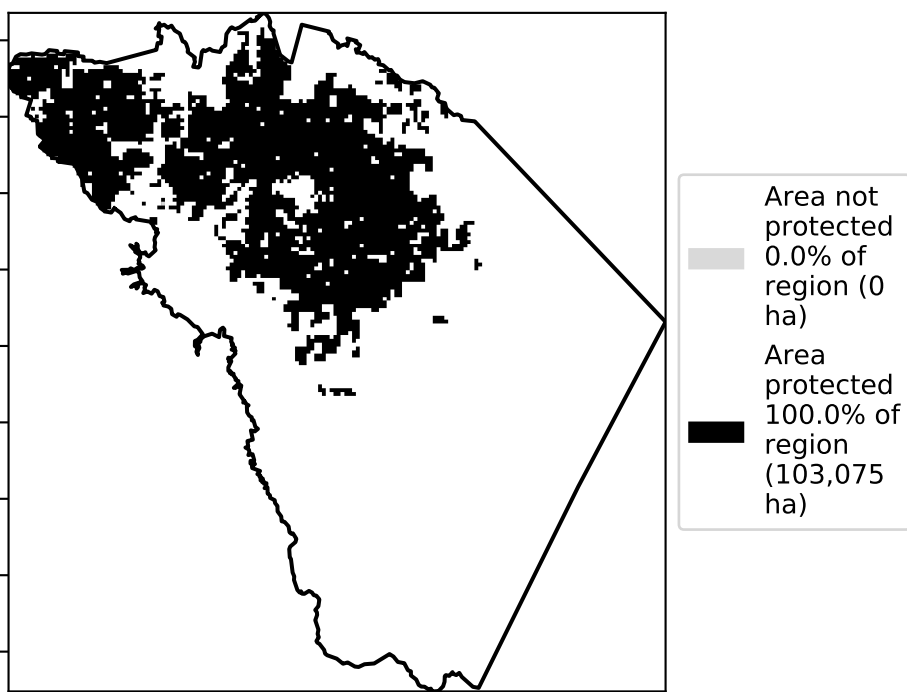 Area not
protected
0.0% of
region (0
ha)
Area
protected
100.0% of
region
(103,075
ha)